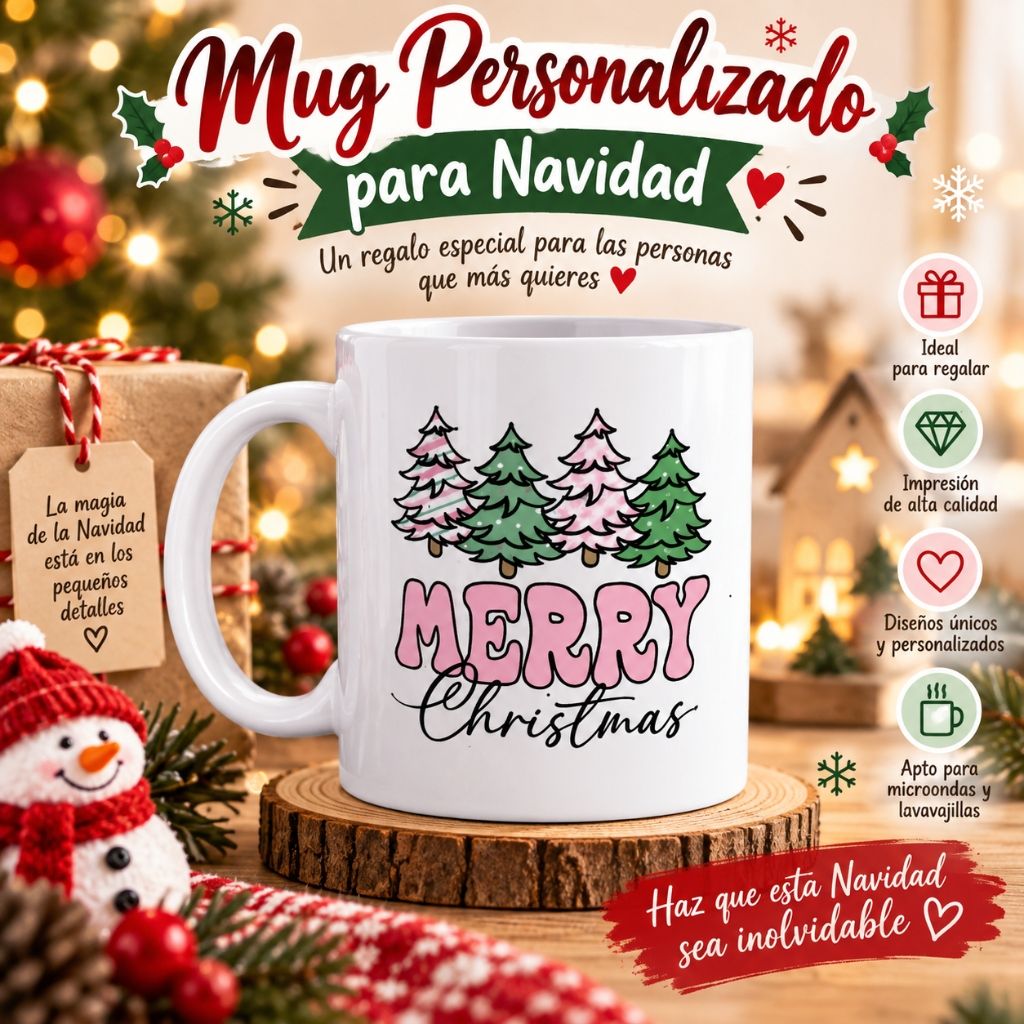 Mug Personalizado
para Navidad
Un regalo especial para las personas
que más quieres
Ideal
para regalar
Impresión
de alta calidad
Diseños únicos
y personalizados
Apto para
microondas y
lavavajillas
La magia
de la Navidad
está en los
pequeños
detalles
MERRY
Christmas
Haz que esta Navidad
sea inolvidable